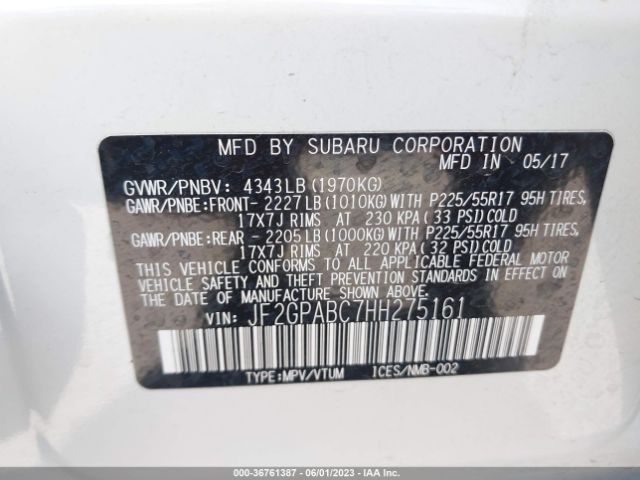 MFD BY SUBARU CORPORATION
MFD IN 05/17
GVWR/PNBV: 4343LB(1970KG)
GAWR/PNBE:FRONT- 2227LB(1010KG)WITH P225/55R17 95H TIRES,
17X7J RIMS AT 230 KPA(33 PSI)COLD
GAWR/PNBE:REAR - 2205LB(1000KG)WITH P225/55R17 95H TIRES,
17X7J RIMS AT 220 KPA(32 PSI)COLD
THIS VEHICLE CONFORMS TO ALL APPLICABLE FEDERAL MOTOR
VEHICLE SAFETY AND THEFT PREVENTION STANDARDS IN EFFECT ON
THE DATE OF MANUFACTURE SHOWN ABOVE.
VIN: JF2GPABC7HH275161
TYPE:MPV/VTUM ICES/NMB-002
000-36761387 - 06/01/2023 - IAAI.COM